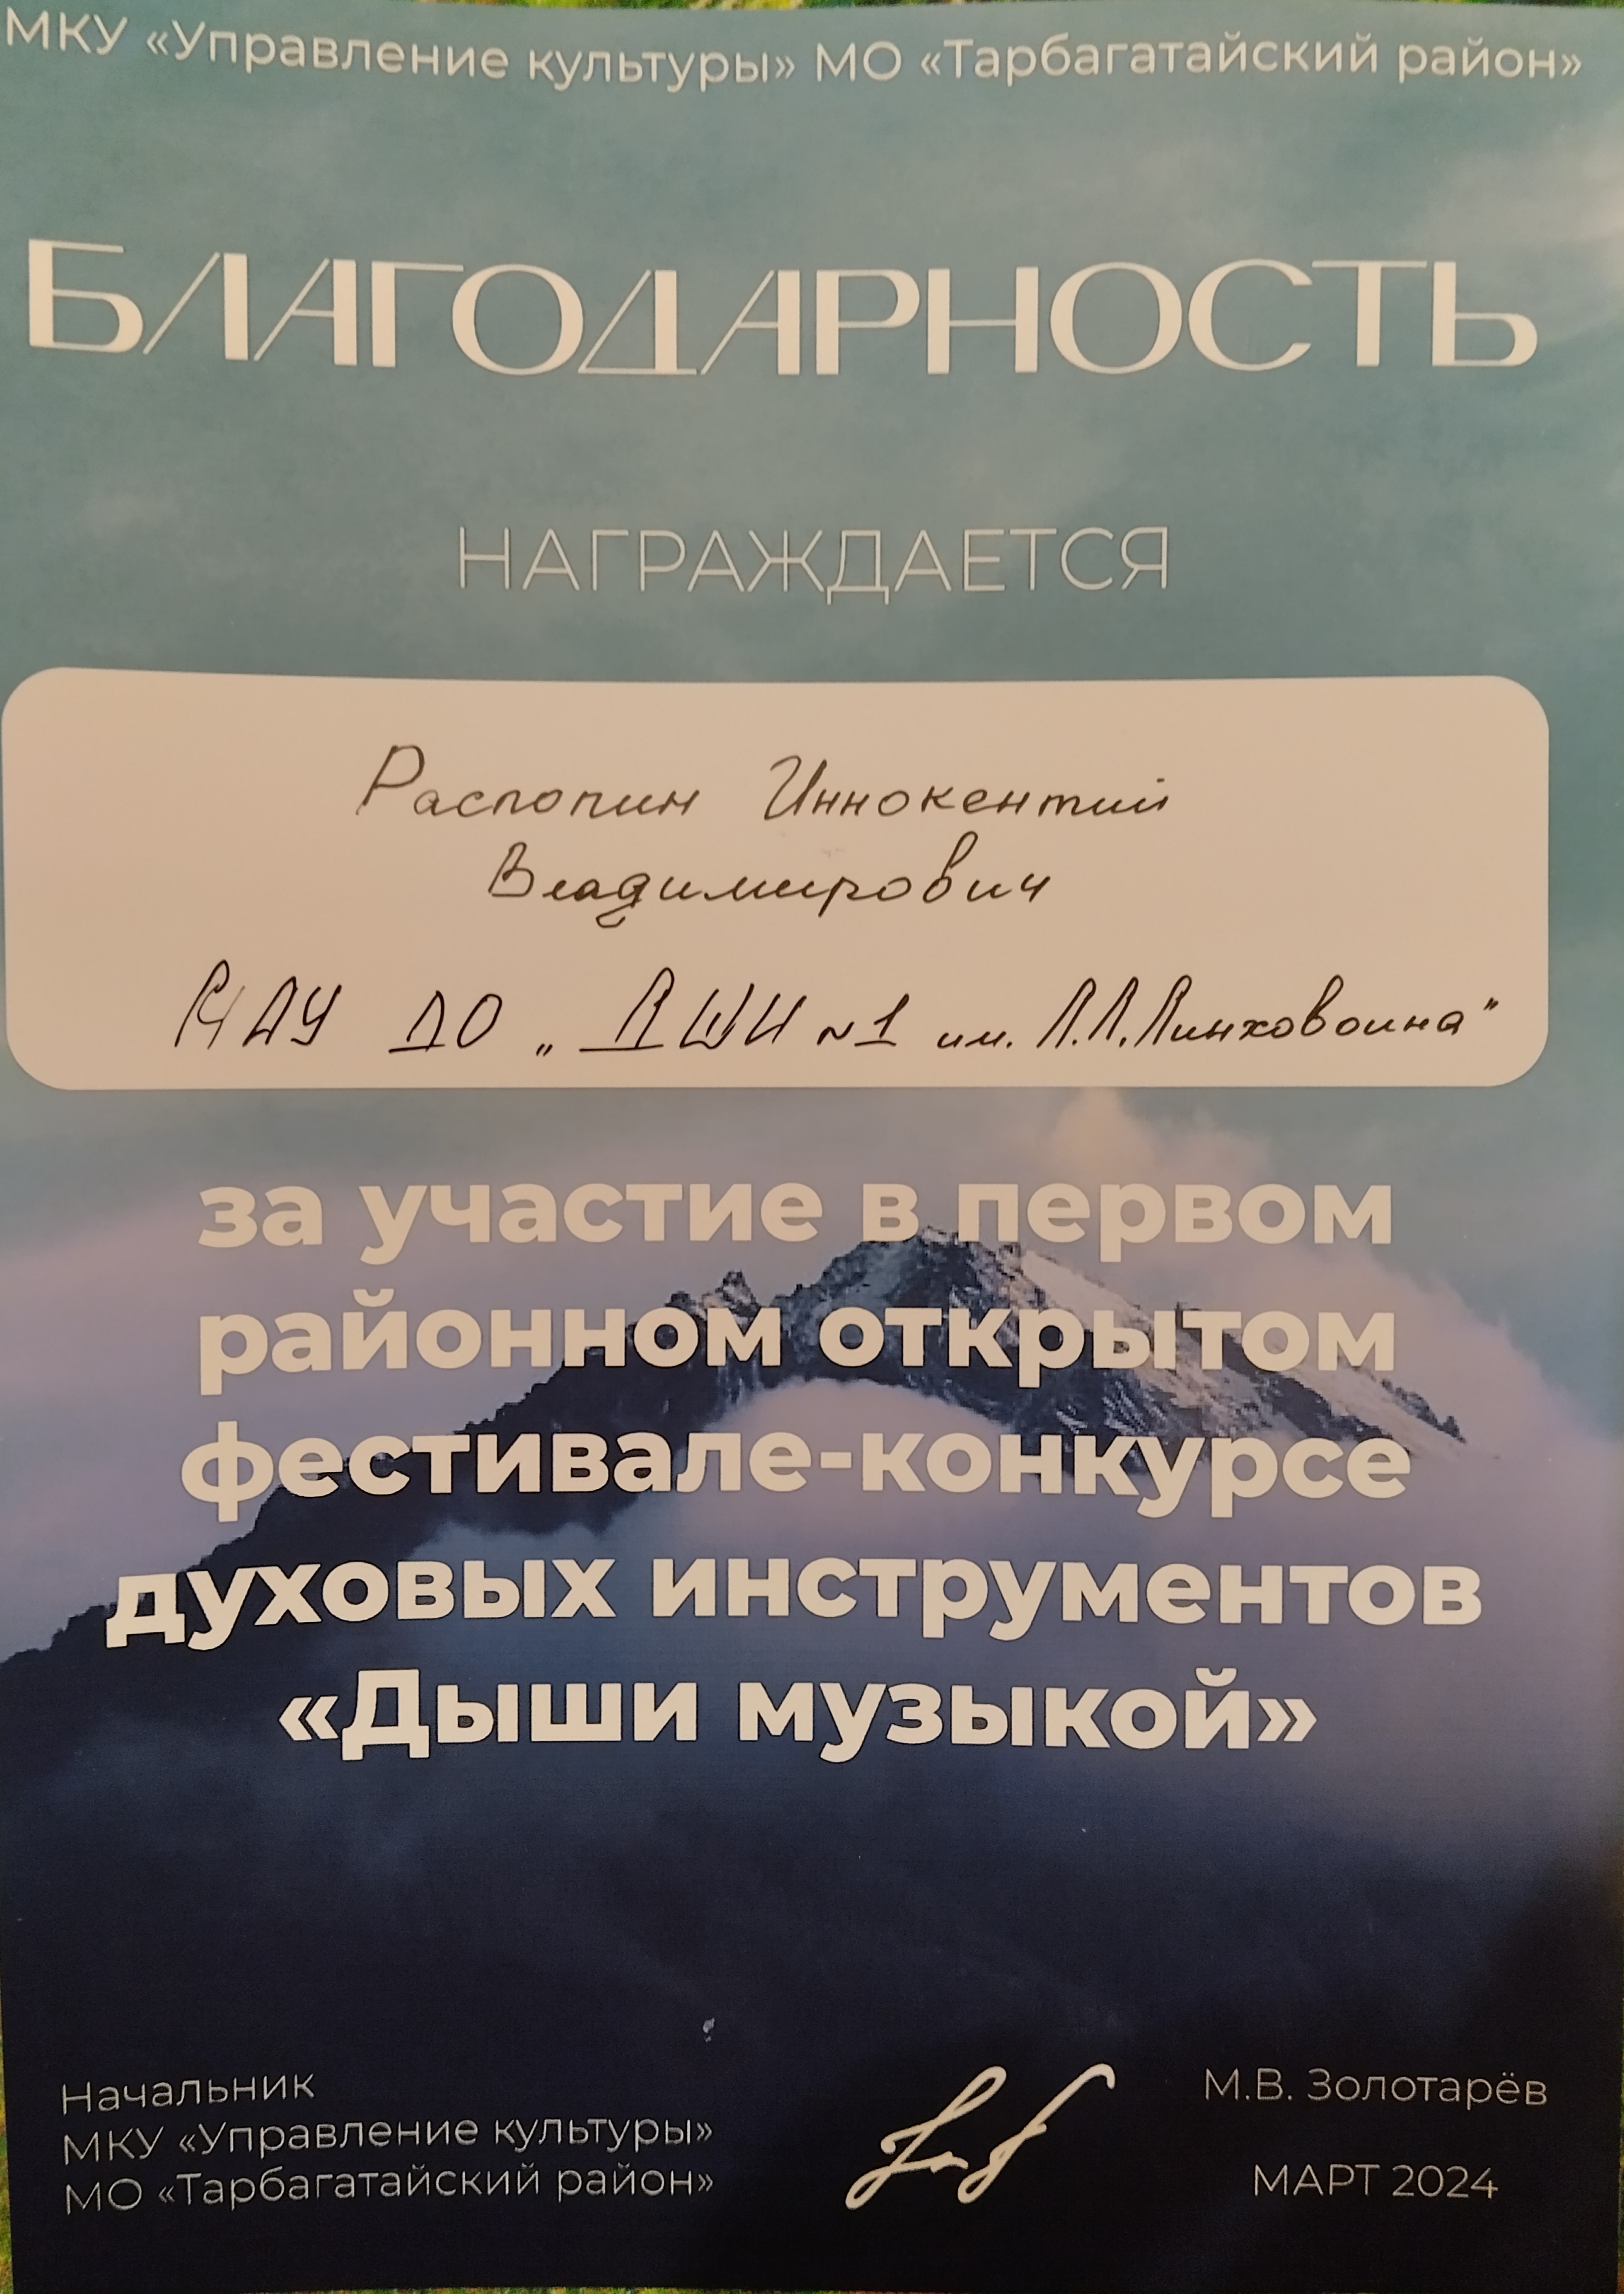 МКУ «Управление культуры» МО «Тарбагатайский район»
БЛАГОДАРНОСТЬ
НАГРАЖДАЕТСЯ
Распопин Иннокентий
Владимирович
МАУ ДО „ДШИ №1 им. Л.Л.Линховоина"
за участие в первом
районном открытом
фестивале-конкурсе
духовых инструментов
«Дыши музыкой»
Начальник
МКУ «Управление культуры»
МО «Тарбагатайский район»
М.В. Золотарёв
МАРТ 2024